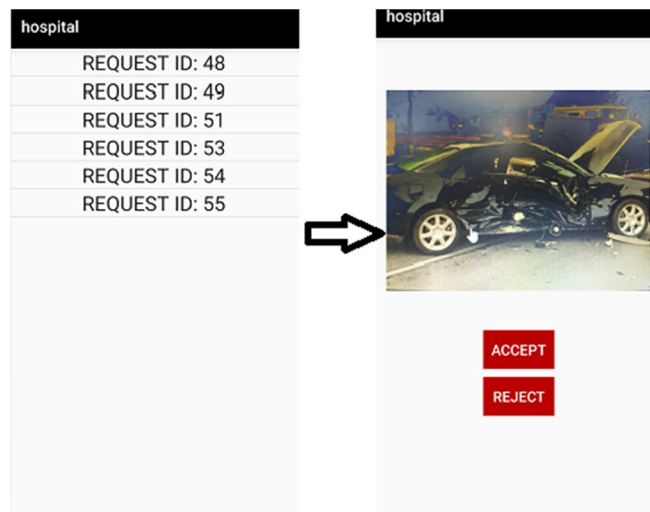 hospital
REQUEST ID: 48
REQUEST ID: 49
REQUEST ID: 51
REQUEST ID: 53
REQUEST ID: 54
REQUEST ID: 55
hospital
ACCEPT
REJECT